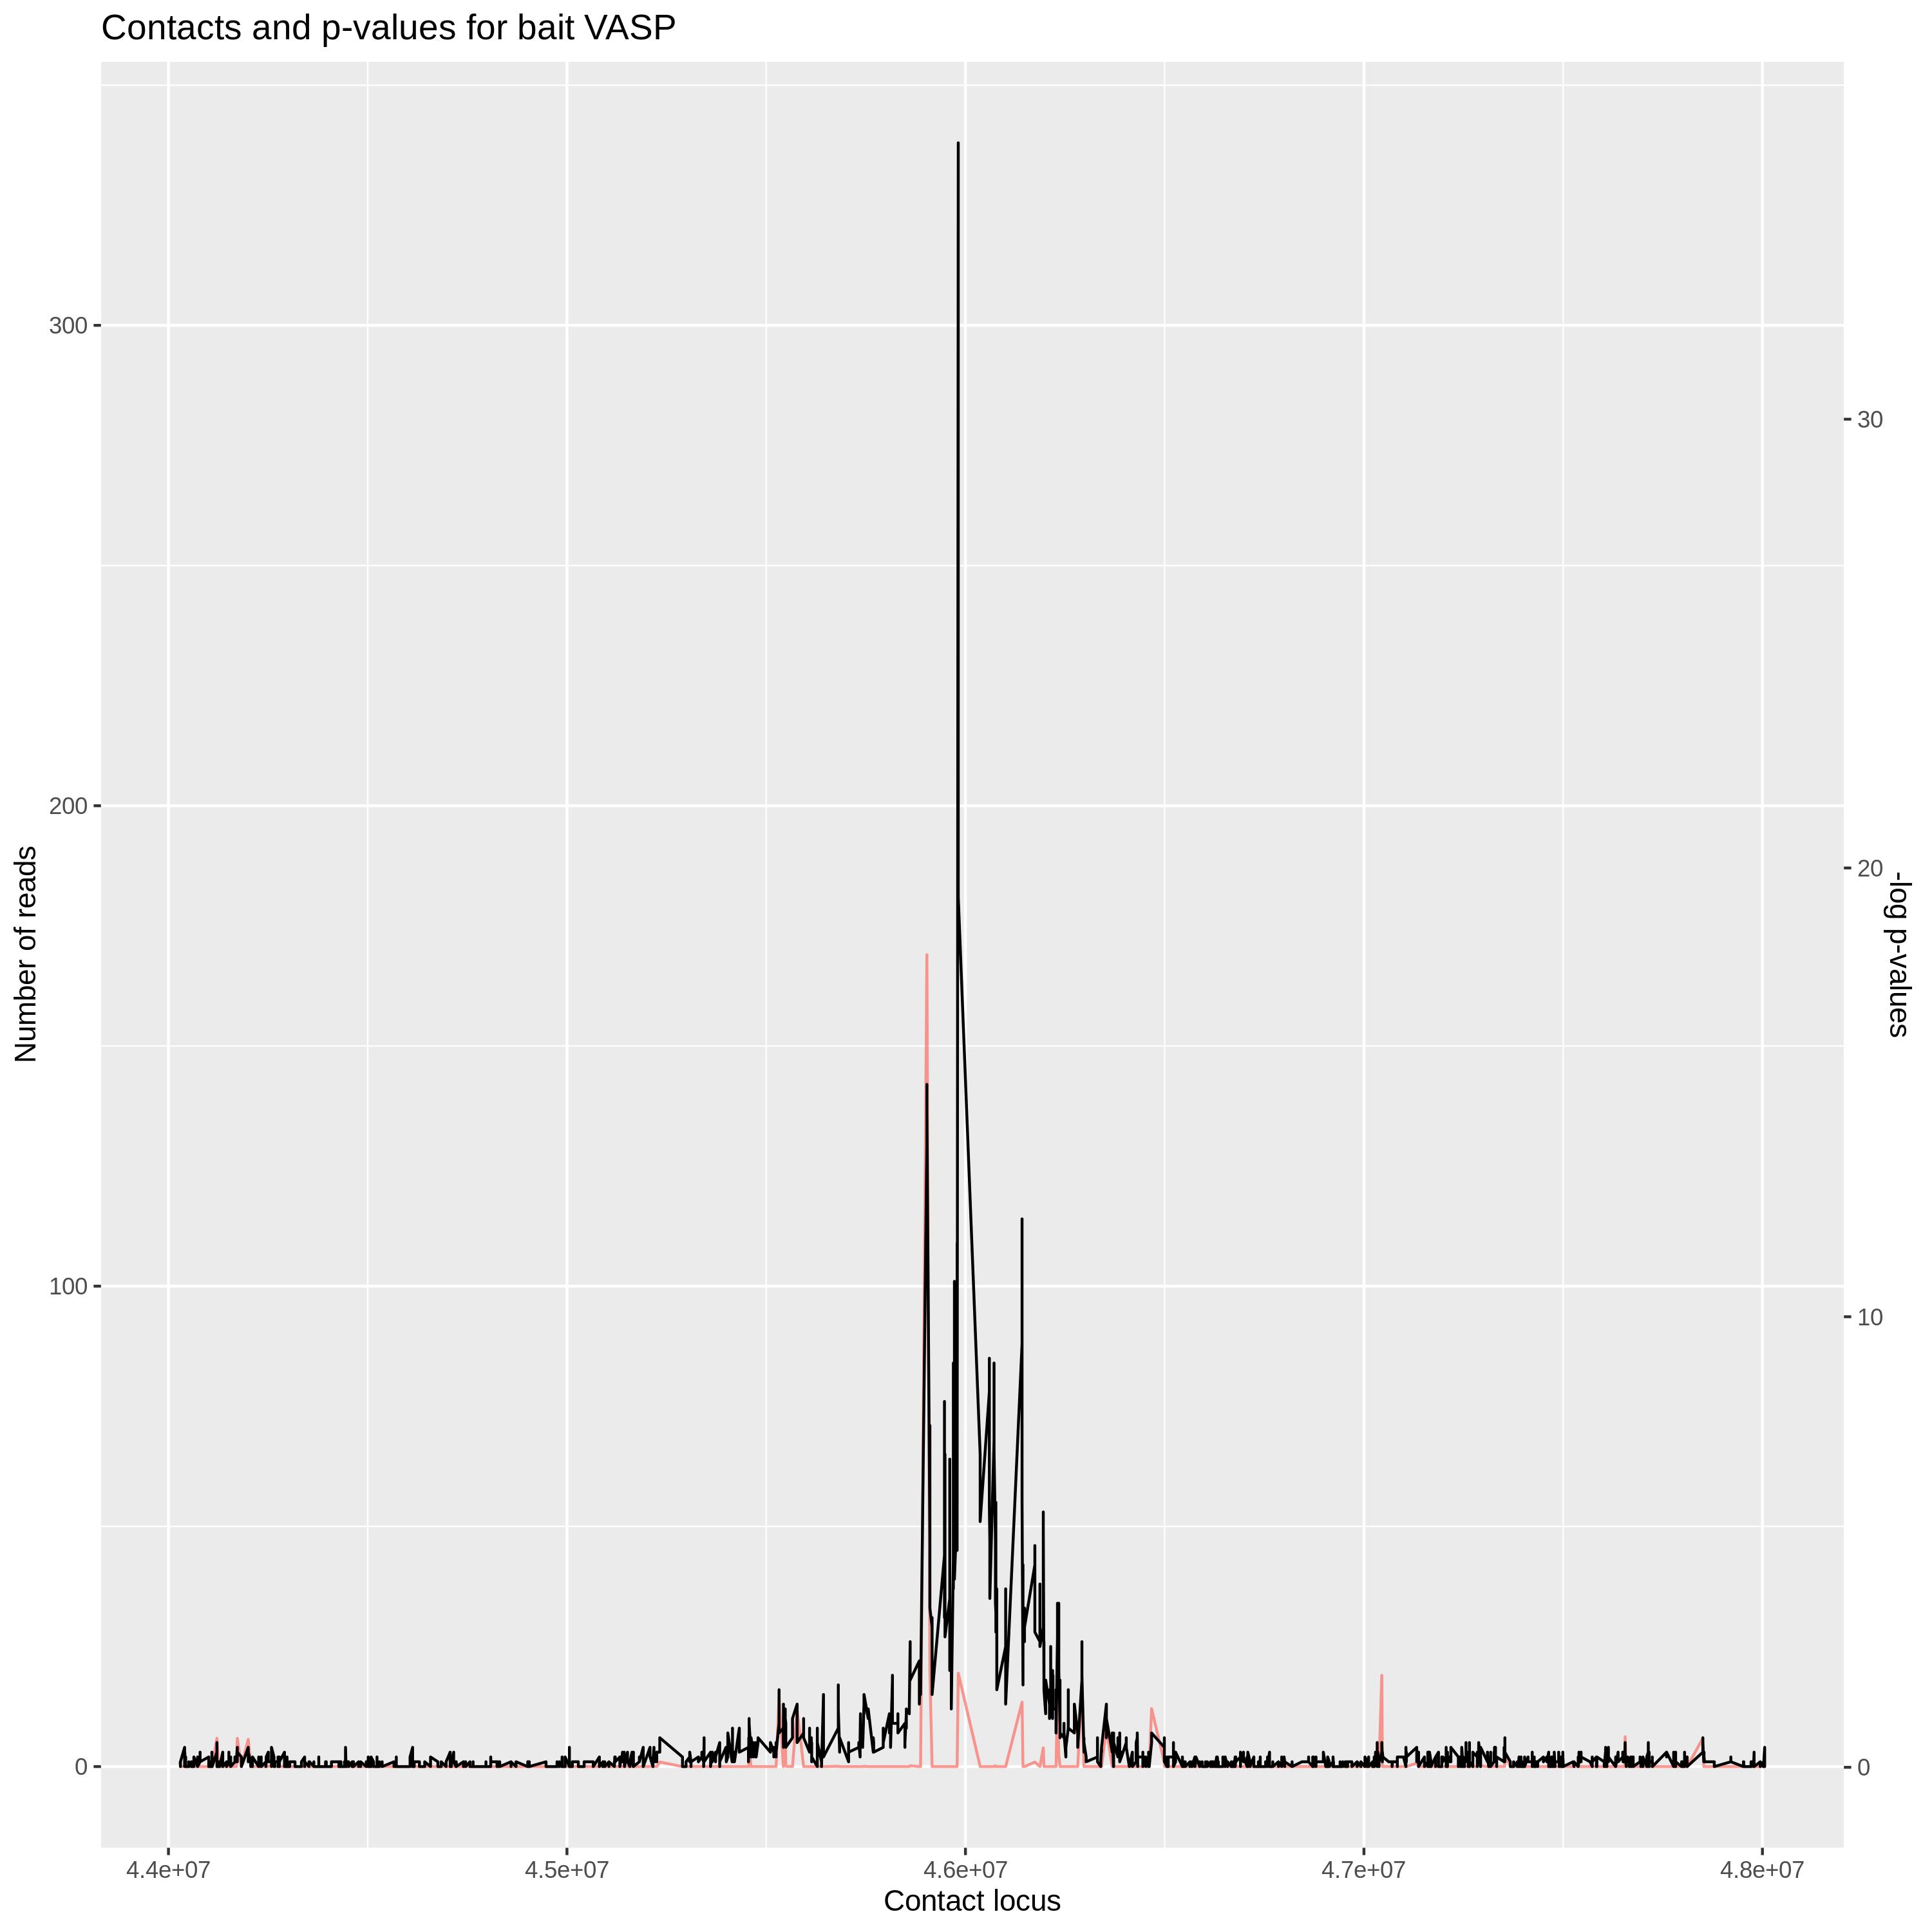 Contacts and p-values for bait VASP
Number of reads
300
200
100
0
30
20
10
0
-log p-values
4.4e+07
4.5e+07
4.6e+07
4.7e+07
4.8e+07
Contact locus